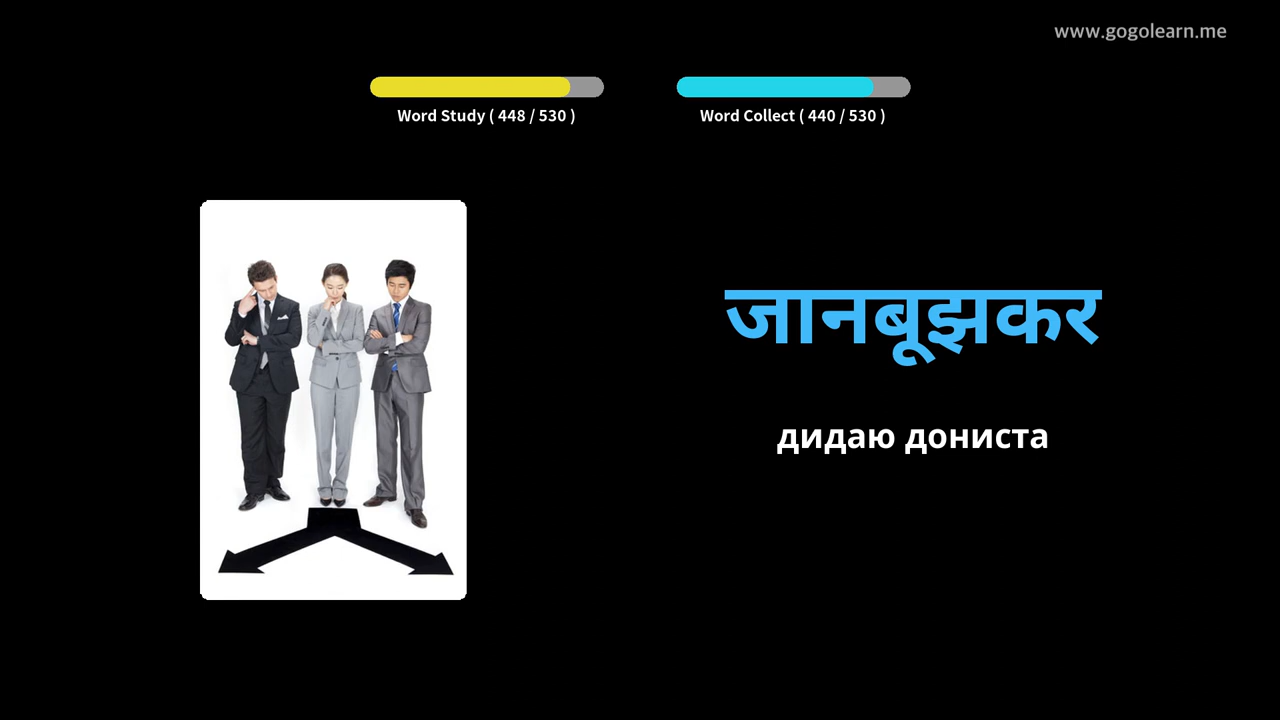 www.gogolearn.me
Word Study ( 448 / 530 )
Word Collect ( 440 / 530 )
जानबूझकर
дидаю дониста